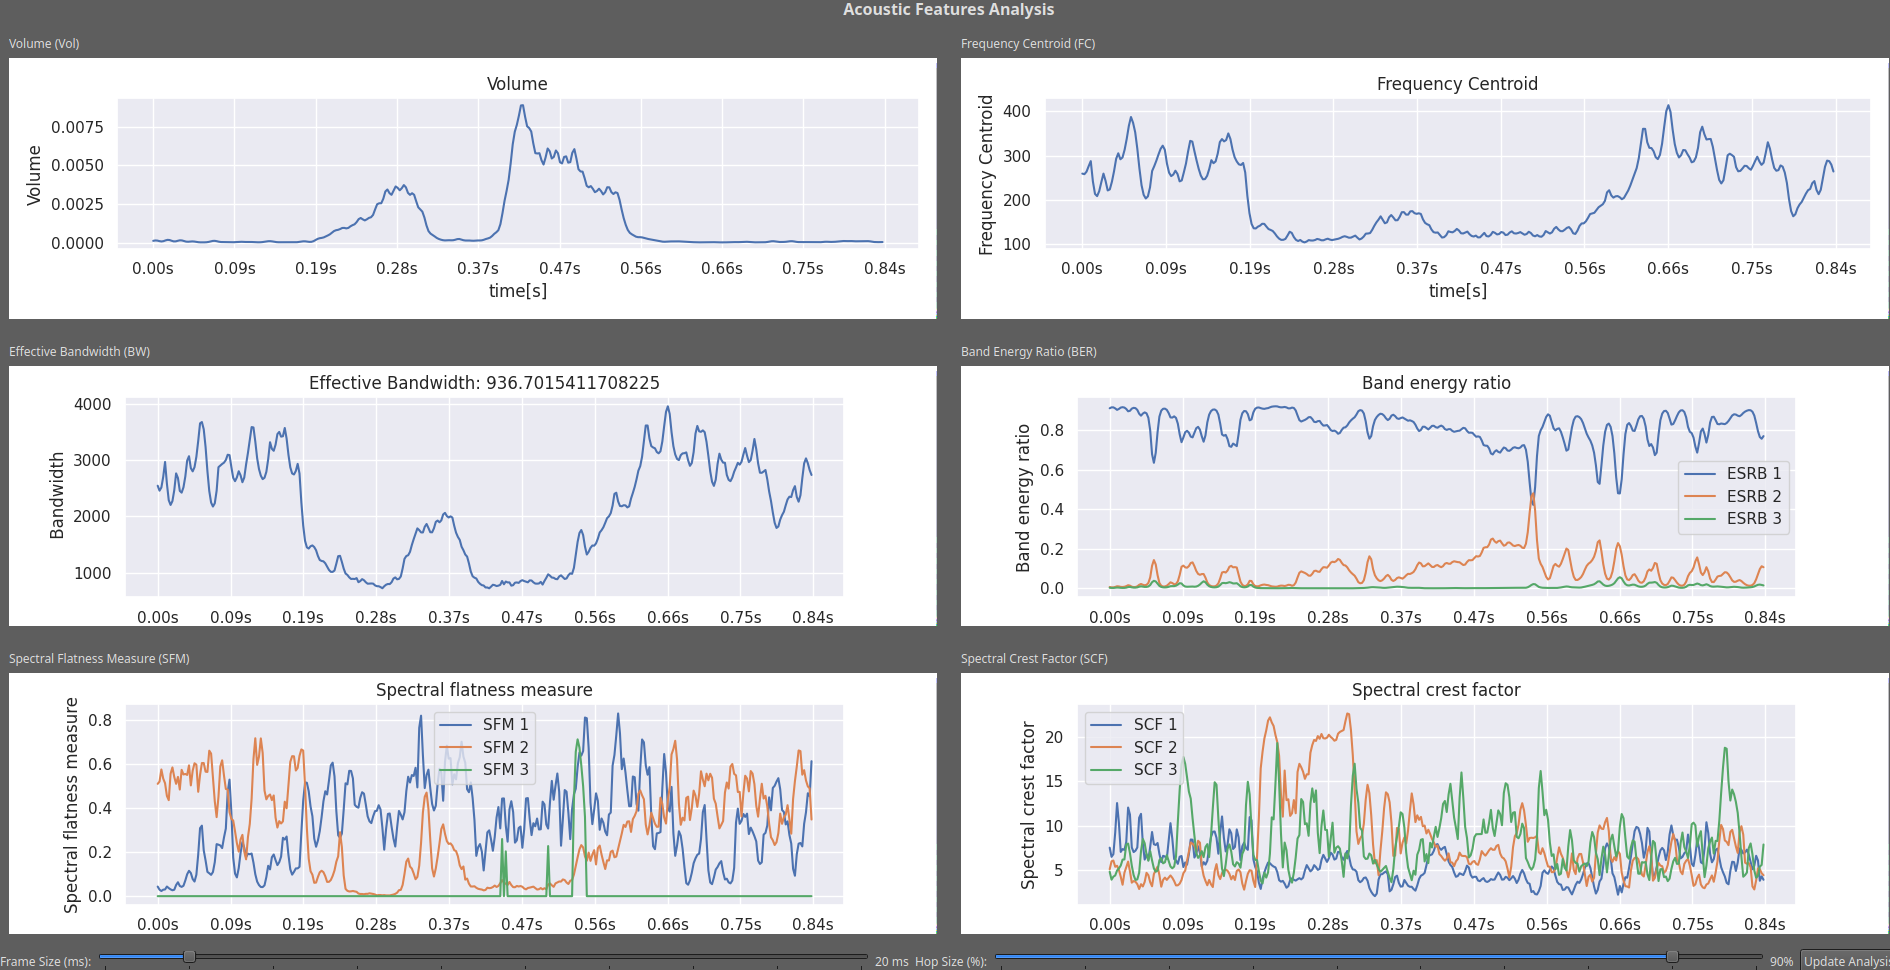 Acoustic Features Analysis
Volume (Vol)
Volume
Volume
0.0075
0.0050
0.0025
0.0000
0.00s 0.09s 0.19s 0.28s 0.37s 0.47s 0.56s 0.66s 0.75s 0.84s
time[s]
Frequency Centroid (FC)
Frequency Centroid
Frequency Centroid
400
300
200
100
0.00s 0.09s 0.19s 0.28s 0.37s 0.47s 0.56s 0.66s 0.75s 0.84s
time[s]
Effective Bandwidth (BW)
Effective Bandwidth: 936.7015411708225
Bandwidth
4000
3000
2000
1000
0.00s 0.09s 0.19s 0.28s 0.37s 0.47s 0.56s 0.66s 0.75s 0.84s
Band Energy Ratio (BER)
Band energy ratio
Band energy ratio
0.8
0.6
0.4
0.2
0.0
ESRB 1
ESRB 2
ESRB 3
0.00s 0.09s 0.19s 0.28s 0.37s 0.47s 0.56s 0.66s 0.75s 0.84s
Spectral Flatness Measure (SFM)
Spectral flatness measure
Spectral flatness measure
0.8
0.6
0.4
0.2
0.0
SFM 1
SFM 2
SFM 3
0.00s 0.09s 0.19s 0.28s 0.37s 0.47s 0.56s 0.66s 0.75s 0.84s
Spectral Crest Factor (SCF)
Spectral crest factor
Spectral crest factor
20
15
10
5
SCF 1
SCF 2
SCF 3
0.00s 0.09s 0.19s 0.28s 0.37s 0.47s 0.56s 0.66s 0.75s 0.84s
Frame Size (ms): 20 ms Hop Size (%): 90% Update Analysis